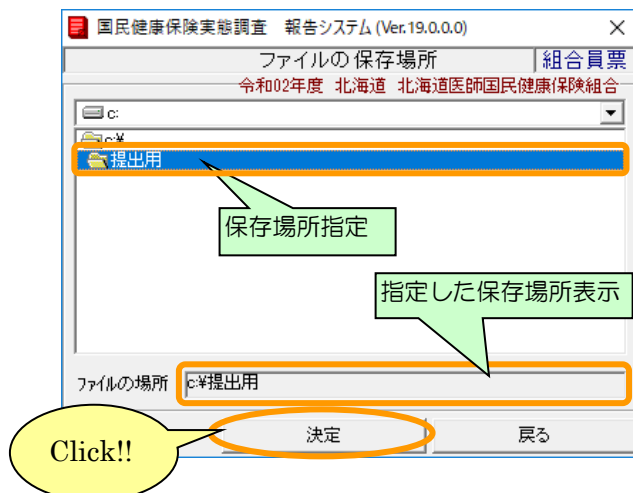 国民健康保険実態調査　報告システム (Ver.19.0.0.0)
ファイルの保存場所
組合員票
令和02年度 北海道 北海道医師国民健康保険組合
c:
c:¥
提出用
保存場所指定
指定した保存場所表示
ファイルの場所 c:¥提出用
Click!!
決定
戻る